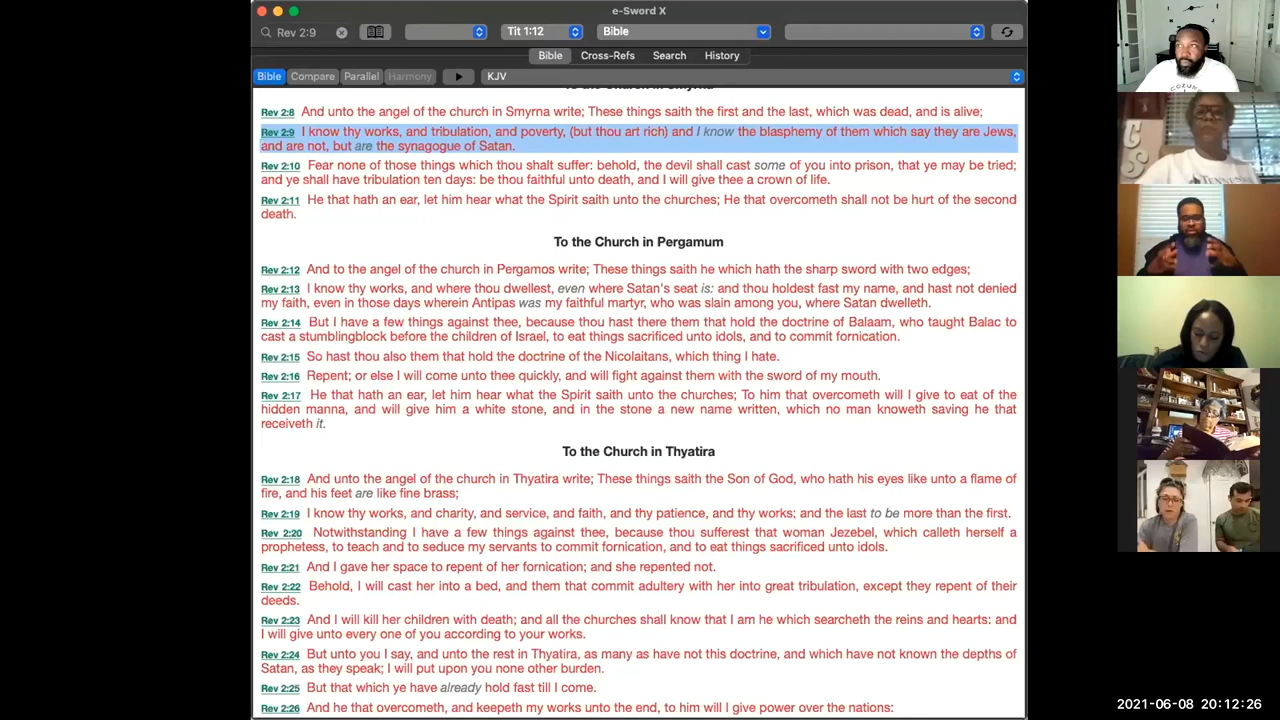 e-Sword X
Rev 2:9
Tit 1:12
Bible
Bible Cross-Refs Search History
Bible Compare Parallel Harmony KJV
To the Church in Smyrna
Rev 2:8 And unto the angel of the church in Smyrna write; These things saith the first and the last, which was dead, and is alive;
Rev 2:9 I know thy works, and tribulation, and poverty, (but thou art rich) and I know the blasphemy of them which say they are Jews,
and are not, but are the synagogue of Satan.
Rev 2:10 Fear none of those things which thou shalt suffer: behold, the devil shall cast some of you into prison, that ye may be tried;
and ye shall have tribulation ten days: be thou faithful unto death, and I will give thee a crown of life.
Rev 2:11 He that hath an ear, let him hear what the Spirit saith unto the churches; He that overcometh shall not be hurt of the second
death.
To the Church in Pergamum
Rev 2:12 And to the angel of the church in Pergamos write; These things saith he which hath the sharp sword with two edges;
Rev 2:13 I know thy works, and where thou dwellest, even where Satan's seat is: and thou holdest fast my name, and hast not denied
my faith, even in those days wherein Antipas was my faithful martyr, who was slain among you, where Satan dwelleth.
Rev 2:14 But I have a few things against thee, because thou hast there them that hold the doctrine of Balaam, who taught Balac to
cast a stumblingblock before the children of Israel, to eat things sacrificed unto idols, and to commit fornication.
Rev 2:15 So hast thou also them that hold the doctrine of the Nicolaitans, which thing I hate.
Rev 2:16 Repent; or else I will come unto thee quickly, and will fight against them with the sword of my mouth.
Rev 2:17 He that hath an ear, let him hear what the Spirit saith unto the churches; To him that overcometh will I give to eat of the
hidden manna, and will give him a white stone, and in the stone a new name written, which no man knoweth saving he that
receiveth it.
To the Church in Thyatira
Rev 2:18 And unto the angel of the church in Thyatira write; These things saith the Son of God, who hath his eyes like unto a flame of
fire, and his feet are like fine brass;
Rev 2:19 I know thy works, and charity, and service, and faith, and thy patience, and thy works; and the last to be more than the first.
Rev 2:20 Notwithstanding I have a few things against thee, because thou sufferest that woman Jezebel, which calleth herself a
prophetess, to teach and to seduce my servants to commit fornication, and to eat things sacrificed unto idols.
Rev 2:21 And I gave her space to repent of her fornication; and she repented not.
Rev 2:22 Behold, I will cast her into a bed, and them that commit adultery with her into great tribulation, except they repent of their
deeds.
Rev 2:23 And I will kill her children with death; and all the churches shall know that I am he which searcheth the reins and hearts: and
I will give unto every one of you according to your works.
Rev 2:24 But unto you I say, and unto the rest in Thyatira, as many as have not this doctrine, and which have not known the depths of
Satan, as they speak; I will put upon you none other burden.
Rev 2:25 But that which ye have already hold fast till I come.
Rev 2:26 And he that overcometh, and keepeth my works unto the end, to him will I give power over the nations:
2021-06-08 20:12:26